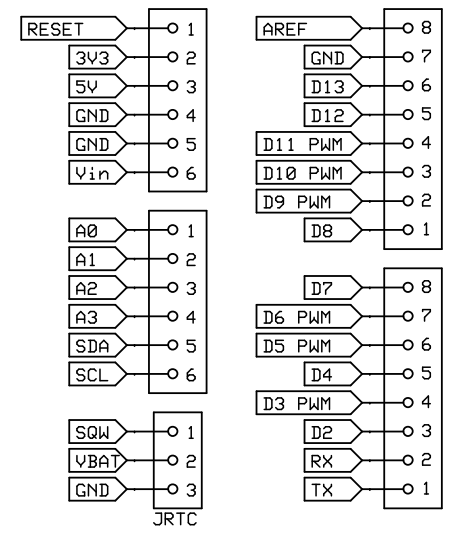 RESET 1
3V3 2
5V 3
GND 4
GND 5
Vin 6
A0 1
A1 2
A2 3
A3 4
SDA 5
SCL 6
SQW 1
VBAT 2
GND 3
JRTC
AREF 8
GND 7
D13 6
D12 5
D11 PWM 4
D10 PWM 3
D9 PWM 2
D8 1
D7 8
D6 PWM 7
D5 PWM 6
D4 5
D3 PWM 4
D2 3
RX 2
TX 1